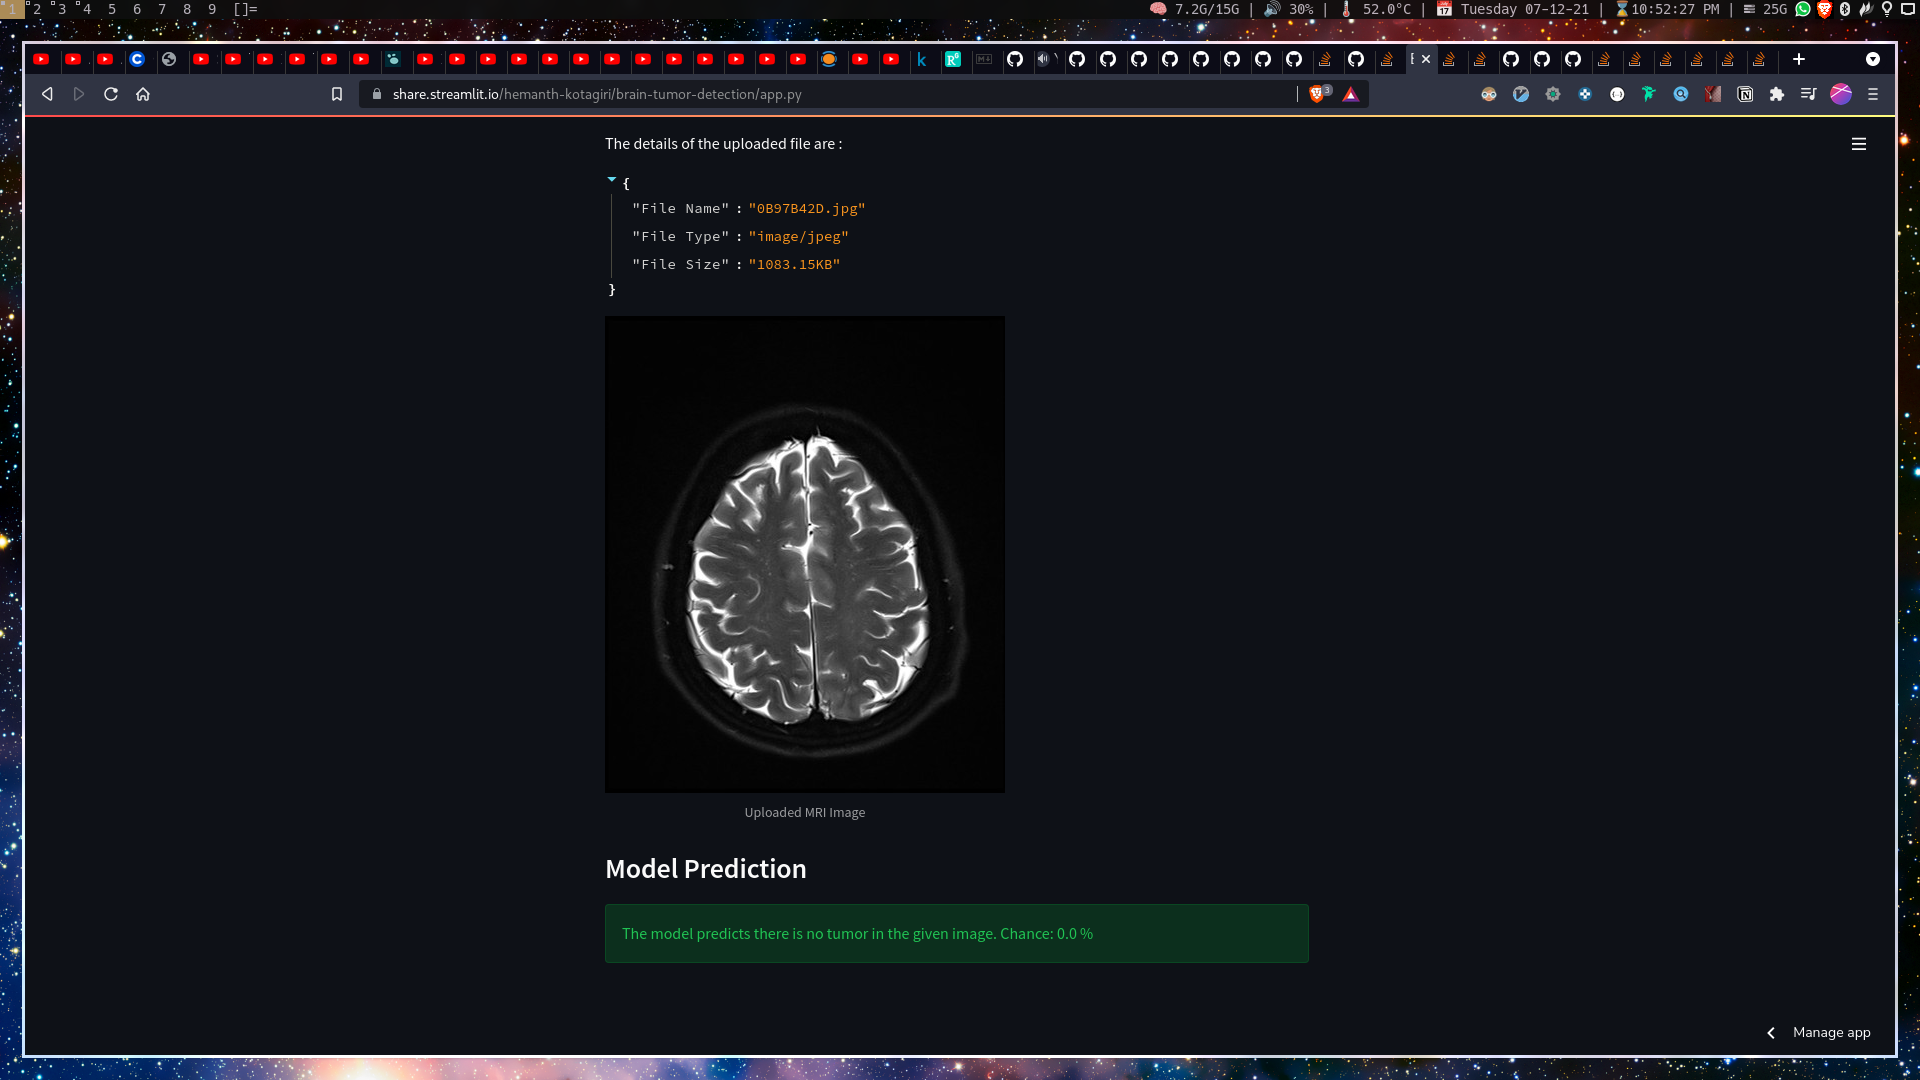 1 2 3 4 5 6 7 8 9 []=
7.2G/15G | 30% | 52.0°C | Tuesday 07-12-21 | 10:52:27 PM | 25G
share.streamlit.io/hemanth-kotagiri/brain-tumor-detection/app.py
3
The details of the uploaded file are :
{
"File Name" : "0B97B42D.jpg"
"File Type" : "image/jpeg"
"File Size" : "1083.15KB"
}
Uploaded MRI Image
Model Prediction
The model predicts there is no tumor in the given image. Chance: 0.0 %
Manage app